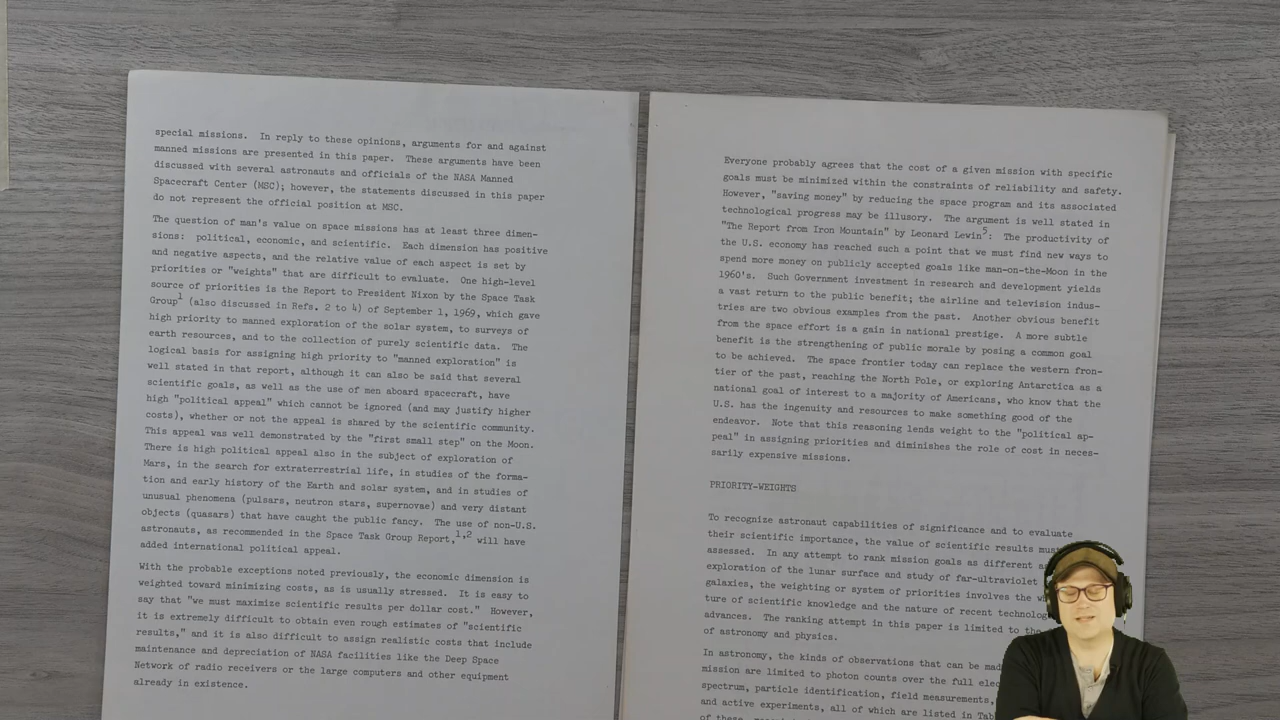 special missions. In reply to these opinions, arguments for and against
manned missions are presented in this paper. These arguments have been
discussed with several astronauts and officials of the NASA Manned
Spacecraft Center (MSC); however, the statements discussed in this paper
do not represent the official position at MSC.
The question of man's value on space missions has at least three dimen-
sions: political, economic, and scientific. Each dimension has positive
and negative aspects, and the relative value of each aspect is set by
priorities or "weights" that are difficult to evaluate. One high-level
source of priorities is the Report to President Nixon by the Space Task
Group1 (also discussed in Refs. 2 to 4) of September 1, 1969, which gave
high priority to manned exploration of the solar system, to surveys of
earth resources, and to the collection of purely scientific data. The
logical basis for assigning high priority to "manned exploration" is
well stated in that report, although it can also be said that several
scientific goals, as well as the use of men aboard spacecraft, have
high "political appeal" which cannot be ignored (and may justify higher
costs), whether or not the appeal is shared by the scientific community.
This appeal was well demonstrated by the "first small step" on the Moon.
There is high political appeal also in the subject of exploration of
Mars, in the search for extraterrestrial life, in studies of the forma-
tion and early history of the Earth and solar system, and in studies of
unusual phenomena (pulsars, neutron stars, supernovae) and very distant
objects (quasars) that have caught the public fancy. The use of non-U.S.
astronauts, as recommended in the Space Task Group Report,1,2 will have
added international political appeal.
With the probable exceptions noted previously, the economic dimension is
weighted toward minimizing costs, as is usually stressed. It is easy to
say that "we must maximize scientific results per dollar cost." However,
it is extremely difficult to obtain even rough estimates of "scientific
results," and it is also difficult to assign realistic costs that include
maintenance and depreciation of NASA facilities like the Deep Space
Network of radio receivers or the large computers and other equipment
already in existence.
Everyone probably agrees that the cost of a given mission with specific
goals must be minimized within the constraints of reliability and safety.
However, "saving money" by reducing the space program and its associated
technological progress may be illusory. The argument is well stated in
"The Report from Iron Mountain" by Leonard Lewin5: The productivity of
the U.S. economy has reached such a point that we must find new ways to
spend more money on publicly accepted goals like man-on-the-Moon in the
1960's. Such Government investment in research and development yields
a vast return to the public benefit; the airline and television indus-
tries are two obvious examples from the past. Another obvious benefit
from the space effort is a gain in national prestige. A more subtle
benefit is the strengthening of public morale by posing a common goal
to be achieved. The space frontier today can replace the western fron-
tier of the past, reaching the North Pole, or exploring Antarctica as a
national goal of interest to a majority of Americans, who know that the
U.S. has the ingenuity and resources to make something good of the
endeavor. Note that this reasoning lends weight to the "political ap-
peal" in assigning priorities and diminishes the role of cost in neces-
sarily expensive missions.
PRIORITY-WEIGHTS
To recognize astronaut capabilities of significance and to evaluate
their scientific importance, the value of scientific results must
assessed. In any attempt to rank mission goals as different as
exploration of the lunar surface and study of far-ultraviolet
galaxies, the weighting or system of priorities involves the
ture of scientific knowledge and the nature of recent
advances. The ranking attempt in this paper is limited to the
of astronomy and physics.
In astronomy, the kinds of observations that can be
mission are limited to photon counts over the full
spectrum, particle identification, field measurements,
and active experiments, all of which are listed in
of these,